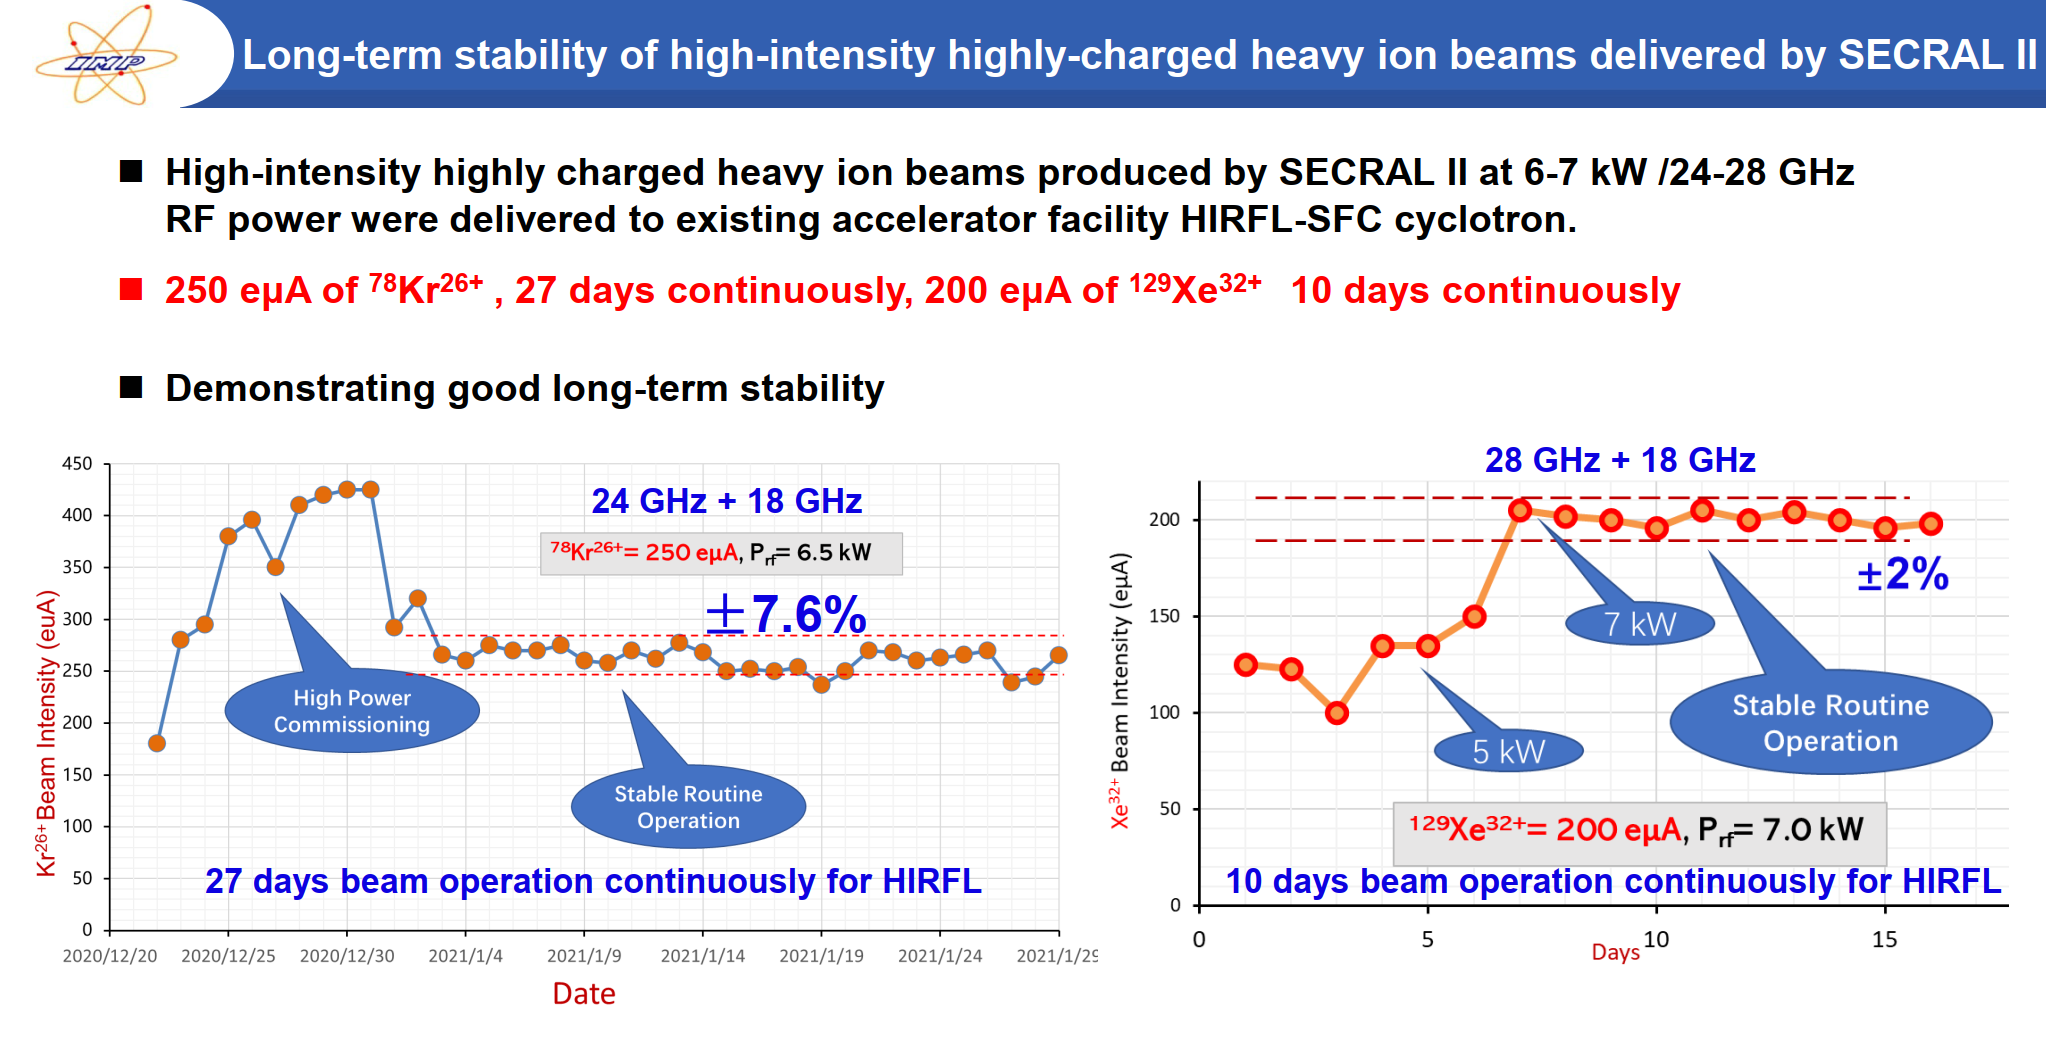 IMP
Long-term stability of high-intensity highly-charged heavy ion beams delivered by SECRAL II
■ High-intensity highly charged heavy ion beams produced by SECRAL II at 6-7 kW /24-28 GHz
RF power were delivered to existing accelerator facility HIRFL-SFC cyclotron.
■ 250 eμA of ⁷⁸Kr²⁶⁺ , 27 days continuously, 200 eμA of ¹²⁹Xe³²⁺ 10 days continuously
■ Demonstrating good long-term stability
Kr²⁶⁺ Beam Intensity (euA)
450
400
350
300
250
200
150
100
50
0
24 GHz + 18 GHz
⁷⁸Kr²⁶⁺= 250 eμA, Prf= 6.5 kW
±7.6%
High Power
Commissioning
Stable Routine
Operation
27 days beam operation continuously for HIRFL
2020/12/20 2020/12/25 2020/12/30 2021/1/4 2021/1/9 2021/1/14 2021/1/19 2021/1/24 2021/1/29
Date
28 GHz + 18 GHz
Xe³²⁺ Beam Intensity (eμA)
200
150
100
50
0
±2%
7 kW
5 kW
Stable Routine
Operation
¹²⁹Xe³²⁺= 200 eμA, Prf= 7.0 kW
10 days beam operation continuously for HIRFL
0 5 10 15
Days